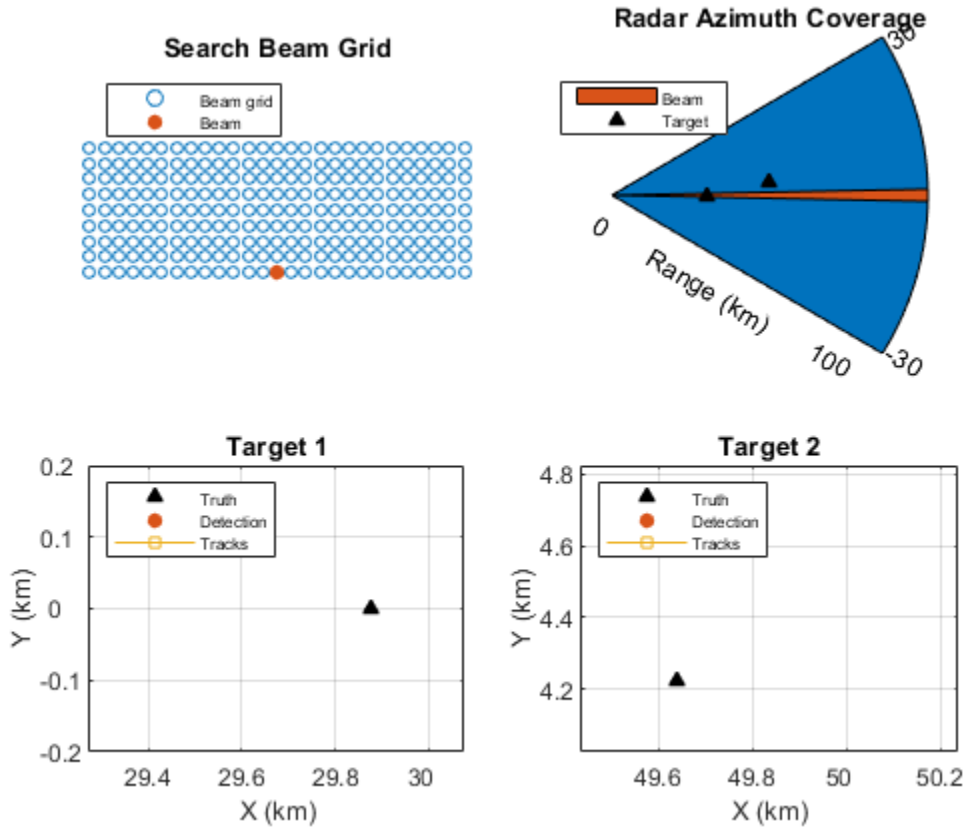 Search Beam Grid
Beam grid
Beam
Radar Azimuth Coverage
Beam
Target
30
0
Range (km)
100
-30
Target 1
Truth
Detection
Tracks
0.2
0.1
0
-0.1
-0.2
Y (km)
29.4
29.6
29.8
30
X (km)
Target 2
Truth
Detection
Tracks
4.8
4.6
4.4
4.2
Y (km)
49.6
49.8
50
50.2
X (km)